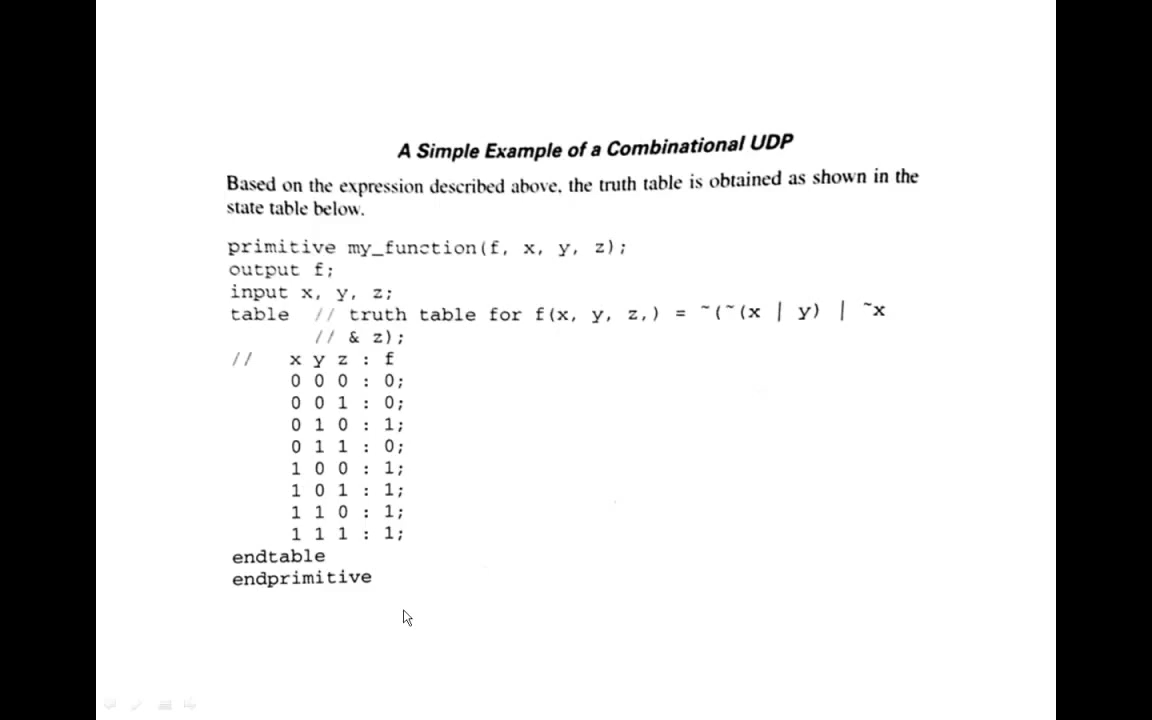 A Simple Example of a Combinational UDP
Based on the expression described above, the truth table is obtained as shown in the
state table below.
primitive my_function(f, x, y, z);
output f;
input x, y, z;
table // truth table for f(x, y, z,) = ~(~(x | y) | ~x
// & z);
// x y z : f
0 0 0 : 0;
0 0 1 : 0;
0 1 0 : 1;
0 1 1 : 0;
1 0 0 : 1;
1 0 1 : 1;
1 1 0 : 1;
1 1 1 : 1;
endtable
endprimitive